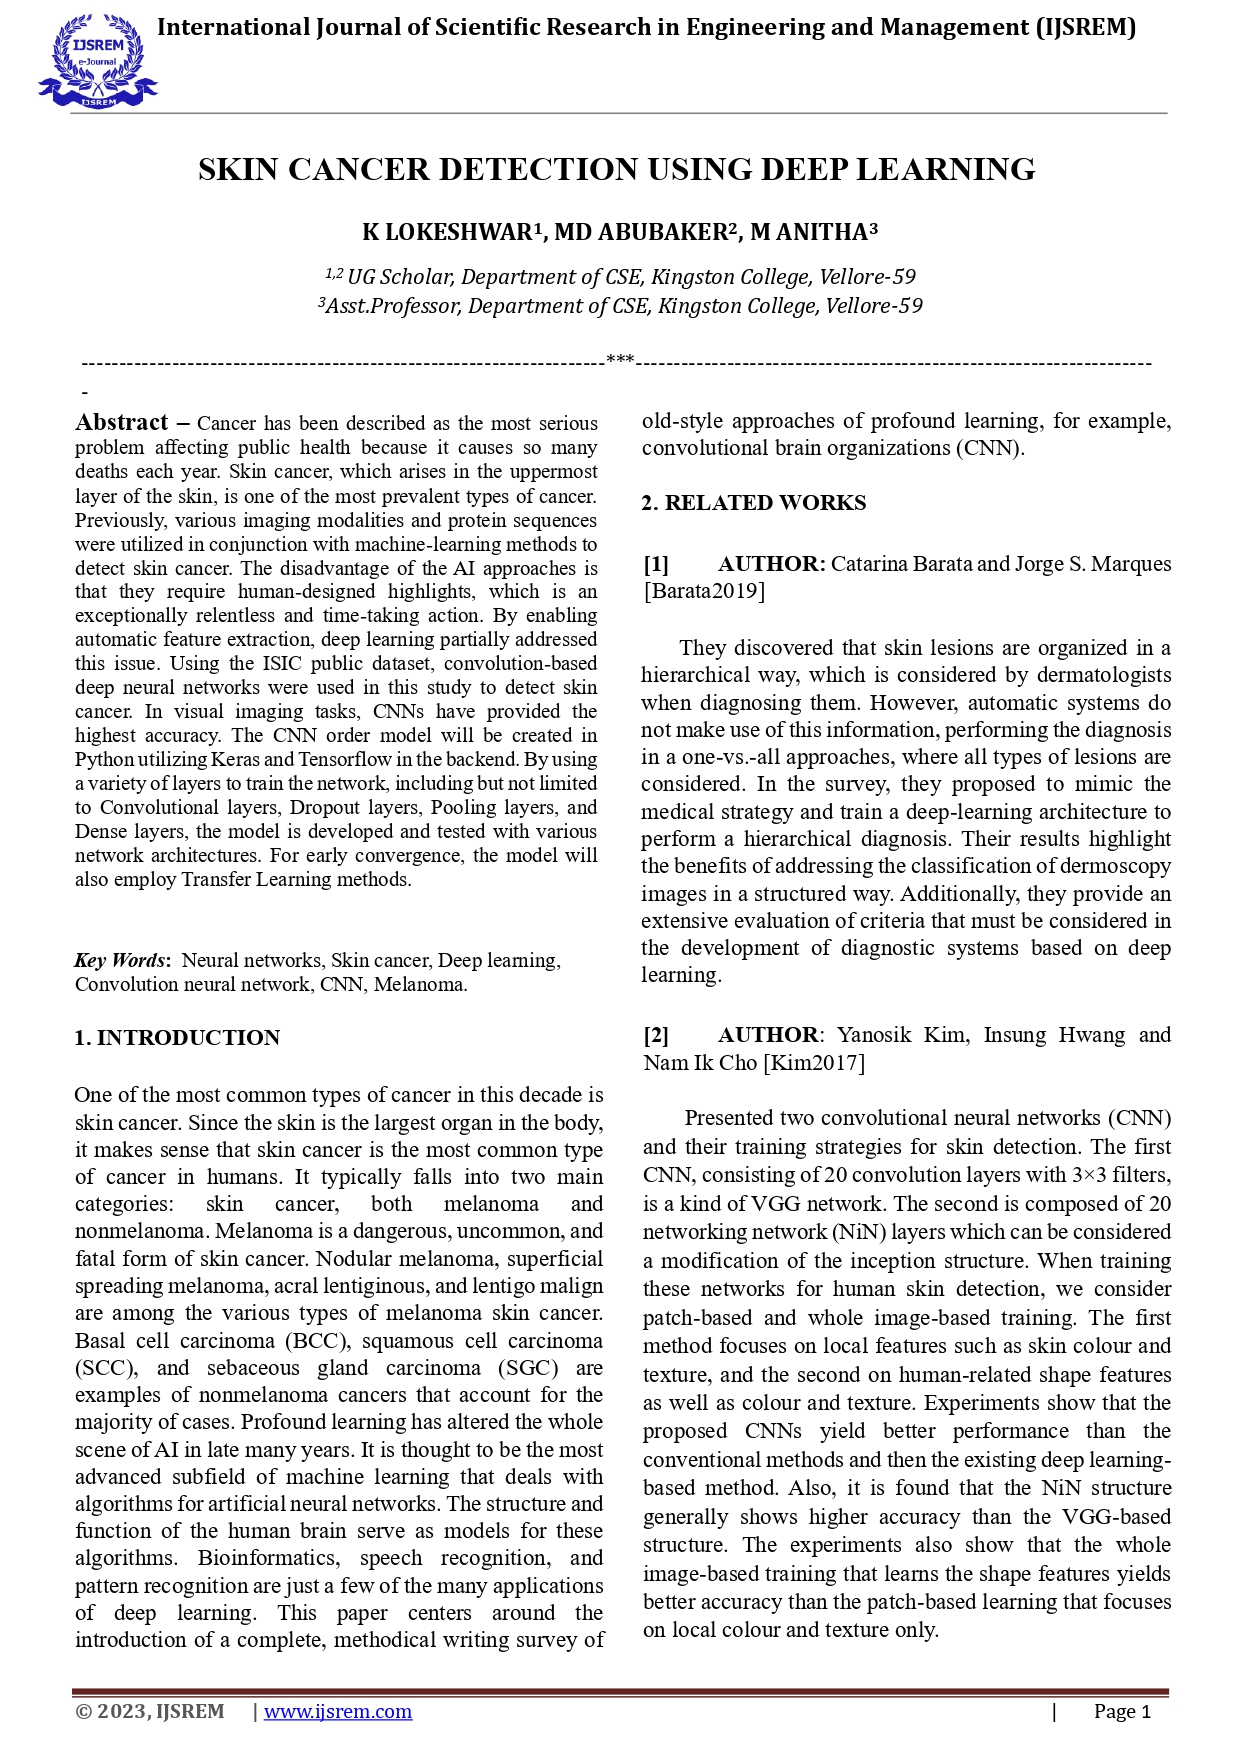 International Journal of Scientific Research in Engineering and Management (IJSREM)
IJSREM
e-Journal
IJSREM
SKIN CANCER DETECTION USING DEEP LEARNING
K LOKESHWAR¹, MD ABUBAKER², M ANITHA³
1,2 UG Scholar, Department of CSE, Kingston College, Vellore-59
³Asst.Professor, Department of CSE, Kingston College, Vellore-59
---------------------------------------------------------------------***--------------------------------------------------------------------
-
Abstract – Cancer has been described as the most serious
problem affecting public health because it causes so many
deaths each year. Skin cancer, which arises in the uppermost
layer of the skin, is one of the most prevalent types of cancer.
Previously, various imaging modalities and protein sequences
were utilized in conjunction with machine-learning methods to
detect skin cancer. The disadvantage of the AI approaches is
that they require human-designed highlights, which is an
exceptionally relentless and time-taking action. By enabling
automatic feature extraction, deep learning partially addressed
this issue. Using the ISIC public dataset, convolution-based
deep neural networks were used in this study to detect skin
cancer. In visual imaging tasks, CNNs have provided the
highest accuracy. The CNN order model will be created in
Python utilizing Keras and Tensorflow in the backend. By using
a variety of layers to train the network, including but not limited
to Convolutional layers, Dropout layers, Pooling layers, and
Dense layers, the model is developed and tested with various
network architectures. For early convergence, the model will
also employ Transfer Learning methods.
Key Words: Neural networks, Skin cancer, Deep learning,
Convolution neural network, CNN, Melanoma.
1. INTRODUCTION
One of the most common types of cancer in this decade is
skin cancer. Since the skin is the largest organ in the body,
it makes sense that skin cancer is the most common type
of cancer in humans. It typically falls into two main
categories: skin cancer, both melanoma and
nonmelanoma. Melanoma is a dangerous, uncommon, and
fatal form of skin cancer. Nodular melanoma, superficial
spreading melanoma, acral lentiginous, and lentigo malign
are among the various types of melanoma skin cancer.
Basal cell carcinoma (BCC), squamous cell carcinoma
(SCC), and sebaceous gland carcinoma (SGC) are
examples of nonmelanoma cancers that account for the
majority of cases. Profound learning has altered the whole
scene of AI in late many years. It is thought to be the most
advanced subfield of machine learning that deals with
algorithms for artificial neural networks. The structure and
function of the human brain serve as models for these
algorithms. Bioinformatics, speech recognition, and
pattern recognition are just a few of the many applications
of deep learning. This paper centers around the
introduction of a complete, methodical writing survey of
old-style approaches of profound learning, for example,
convolutional brain organizations (CNN).
2. RELATED WORKS
[1] AUTHOR: Catarina Barata and Jorge S. Marques
[Barata2019]
They discovered that skin lesions are organized in a
hierarchical way, which is considered by dermatologists
when diagnosing them. However, automatic systems do
not make use of this information, performing the diagnosis
in a one-vs.-all approaches, where all types of lesions are
considered. In the survey, they proposed to mimic the
medical strategy and train a deep-learning architecture to
perform a hierarchical diagnosis. Their results highlight
the benefits of addressing the classification of dermoscopy
images in a structured way. Additionally, they provide an
extensive evaluation of criteria that must be considered in
the development of diagnostic systems based on deep
learning.
[2] AUTHOR: Yanosik Kim, Insung Hwang and
Nam Ik Cho [Kim2017]
Presented two convolutional neural networks (CNN)
and their training strategies for skin detection. The first
CNN, consisting of 20 convolution layers with 3×3 filters,
is a kind of VGG network. The second is composed of 20
networking network (NiN) layers which can be considered
a modification of the inception structure. When training
these networks for human skin detection, we consider
patch-based and whole image-based training. The first
method focuses on local features such as skin colour and
texture, and the second on human-related shape features
as well as colour and texture. Experiments show that the
proposed CNNs yield better performance than the
conventional methods and then the existing deep learning-
based method. Also, it is found that the NiN structure
generally shows higher accuracy than the VGG-based
structure. The experiments also show that the whole
image-based training that learns the shape features yields
better accuracy than the patch-based learning that focuses
on local colour and texture only.
© 2023, IJSREM | www.ijsrem.com | Page 1